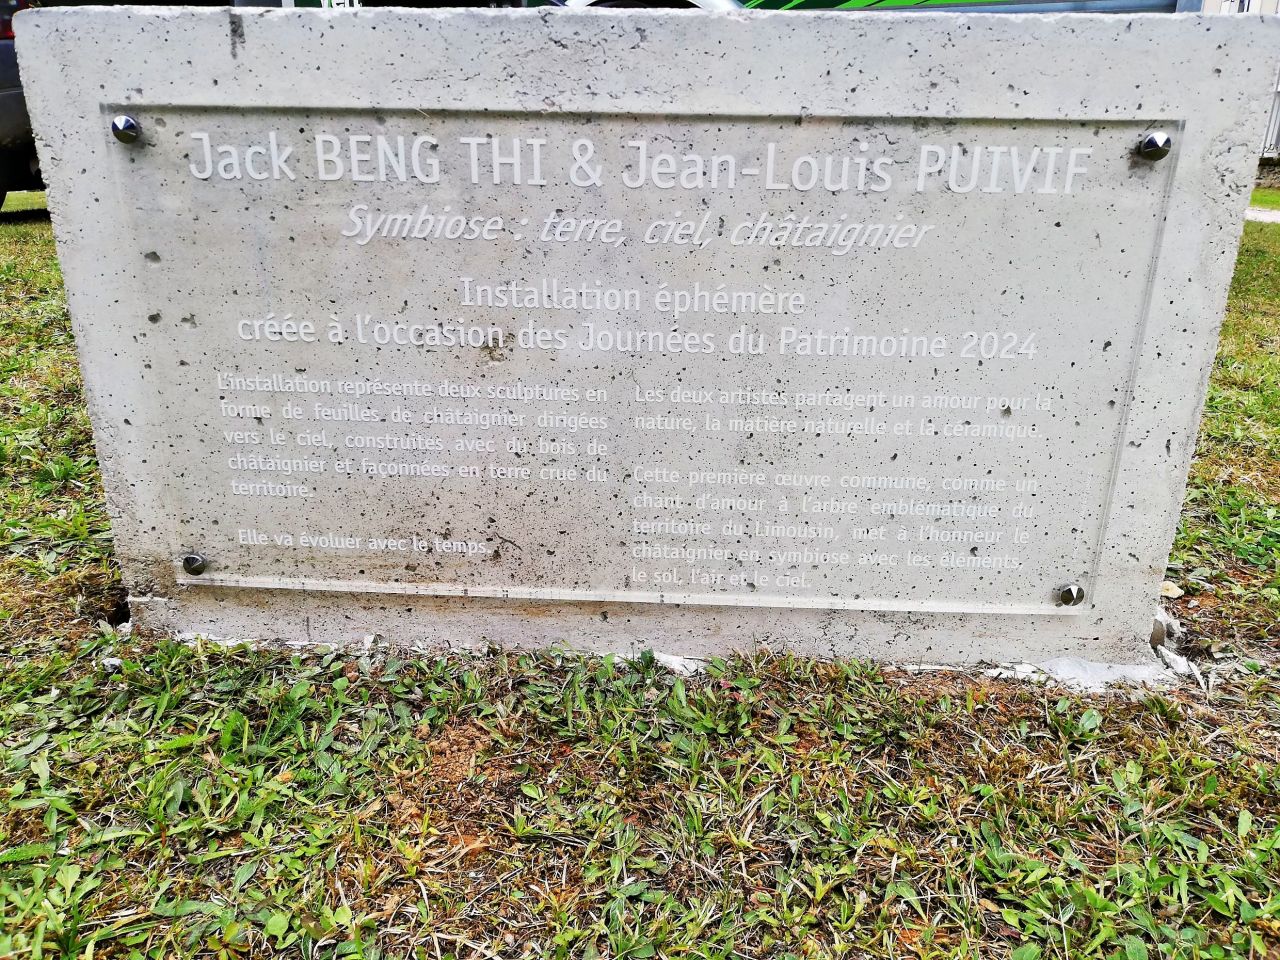 Jack BENG THI & Jean-Louis PUIVIF
Symbiose : terre, ciel, châtaignier
Installation éphémère
créée à l'occasion des Journées du Patrimoine 2024
L'installation représente deux sculptures en
forme de feuilles de châtaignier dirigées
vers le ciel, construites avec du bois de
châtaignier et façonnées en terre crue du
territoire.
Elle va évoluer avec le temps.
Les deux artistes partagent un amour pour la
nature, la matière naturelle et la céramique.
Cette première œuvre commune, comme un
chant d'amour à l'arbre emblématique du
territoire du Limousin, met à l'honneur le
châtaignier en symbiose avec les éléments,
le sol, l'air et le ciel.